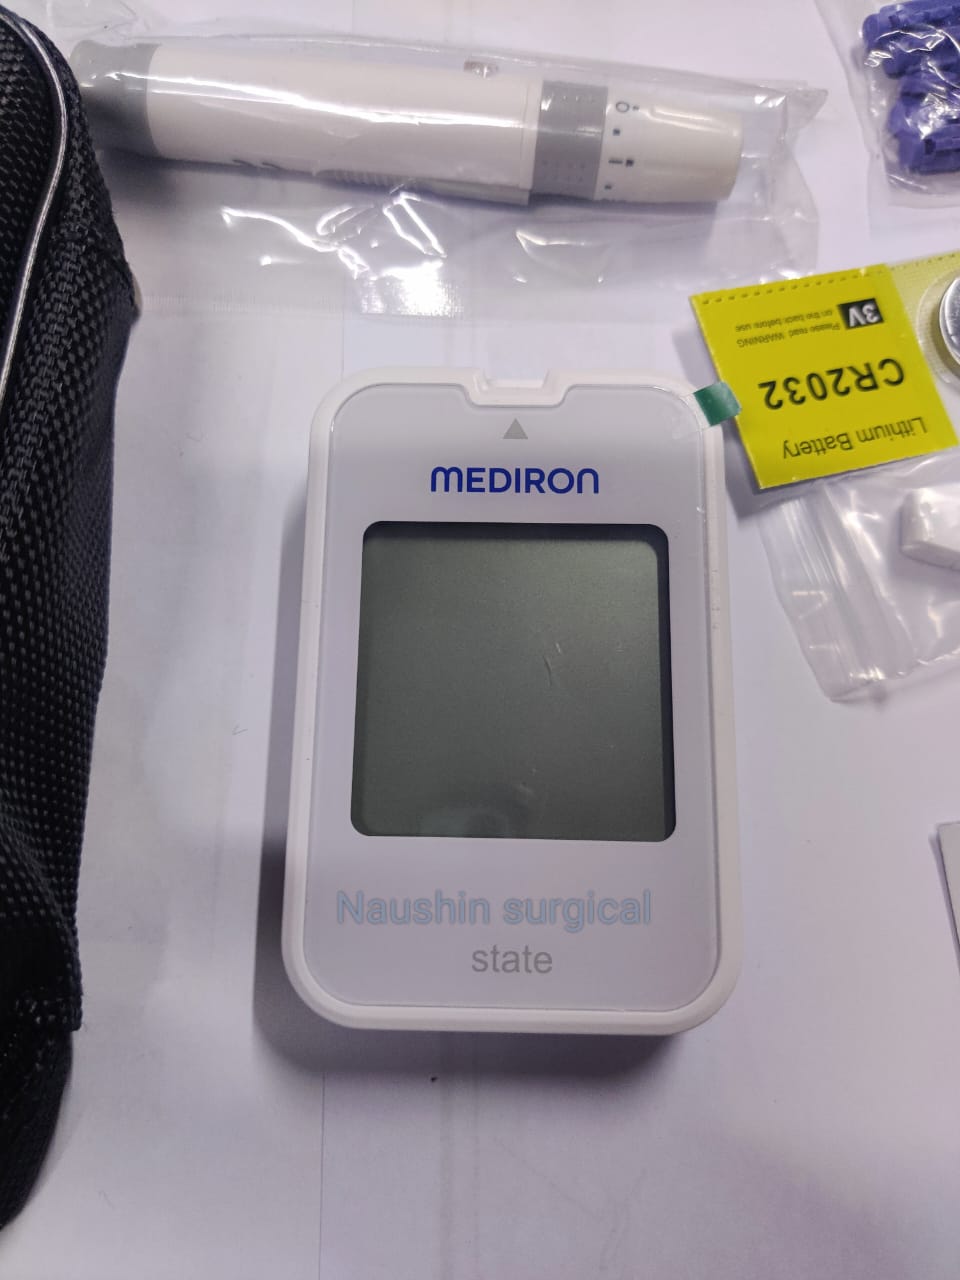 MEDIRON
Naushin surgical
state
Lithium Battery
CR2032
3V
Please read WARNING
on the back before use